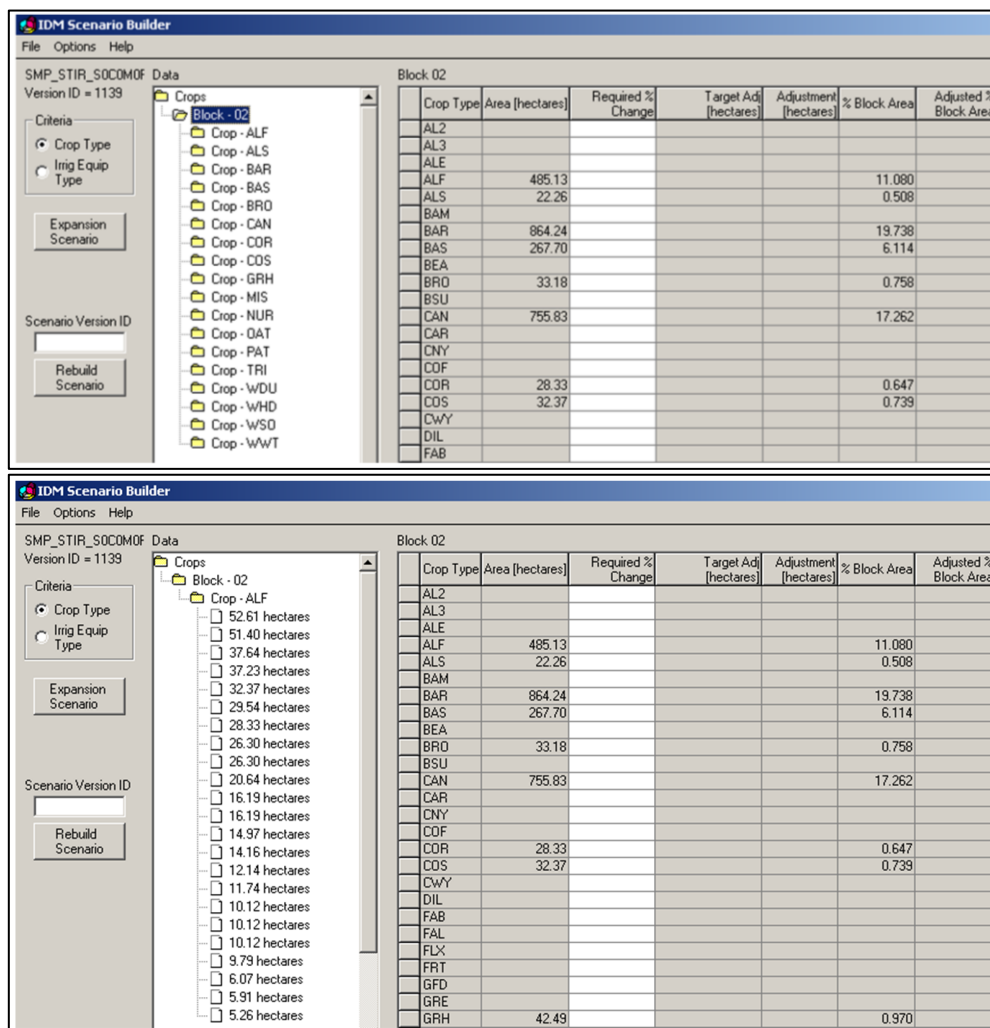 IDM Scenario Builder
File Options Help
SMP_STIR_S0C0M0F Data
Version ID = 1139
Criteria
Crop Type
Irrig Equip
Type
Expansion
Scenario
Scenario Version ID
Rebuild
Scenario
Crops
Block - 02
Crop - ALF
Crop - ALS
Crop - BAR
Crop - BAS
Crop - BRO
Crop - CAN
Crop - COR
Crop - COS
Crop - GRH
Crop - MIS
Crop - NUR
Crop - OAT
Crop - PAT
Crop - TRI
Crop - WDU
Crop - WHD
Crop - WSO
Crop - WWT
Block 02
Crop Type Area [hectares] Required % Change Target Adj [hectares] Adjustment [hectares] % Block Area Adjusted % Block Area
AL2
AL3
ALE
ALF 485.13 11.080
ALS 22.26 0.508
BAM
BAR 864.24 19.738
BAS 267.70 6.114
BEA
BRO 33.18 0.758
BSU
CAN 755.83 17.262
CAR
CNY
COF
COR 28.33 0.647
COS 32.37 0.739
CWY
DIL
FAB
IDM Scenario Builder
File Options Help
SMP_STIR_S0C0M0F Data
Version ID = 1139
Criteria
Crop Type
Irrig Equip
Type
Expansion
Scenario
Scenario Version ID
Rebuild
Scenario
Crops
Block - 02
Crop - ALF
52.61 hectares
51.40 hectares
37.64 hectares
37.23 hectares
32.37 hectares
29.54 hectares
28.33 hectares
26.30 hectares
26.30 hectares
20.64 hectares
16.19 hectares
16.19 hectares
14.97 hectares
14.16 hectares
12.14 hectares
11.74 hectares
10.12 hectares
10.12 hectares
10.12 hectares
9.79 hectares
6.07 hectares
5.91 hectares
5.26 hectares
Block 02
Crop Type Area [hectares] Required % Change Target Adj [hectares] Adjustment [hectares] % Block Area Adjusted % Block Area
AL2
AL3
ALE
ALF 485.13 11.080
ALS 22.26 0.508
BAM
BAR 864.24 19.738
BAS 267.70 6.114
BEA
BRO 33.18 0.758
BSU
CAN 755.83 17.262
CAR
CNY
COF
COR 28.33 0.647
COS 32.37 0.739
CWY
DIL
FAB
FAL
FLX
FRT
GFD
GRE
GRH 42.49 0.970